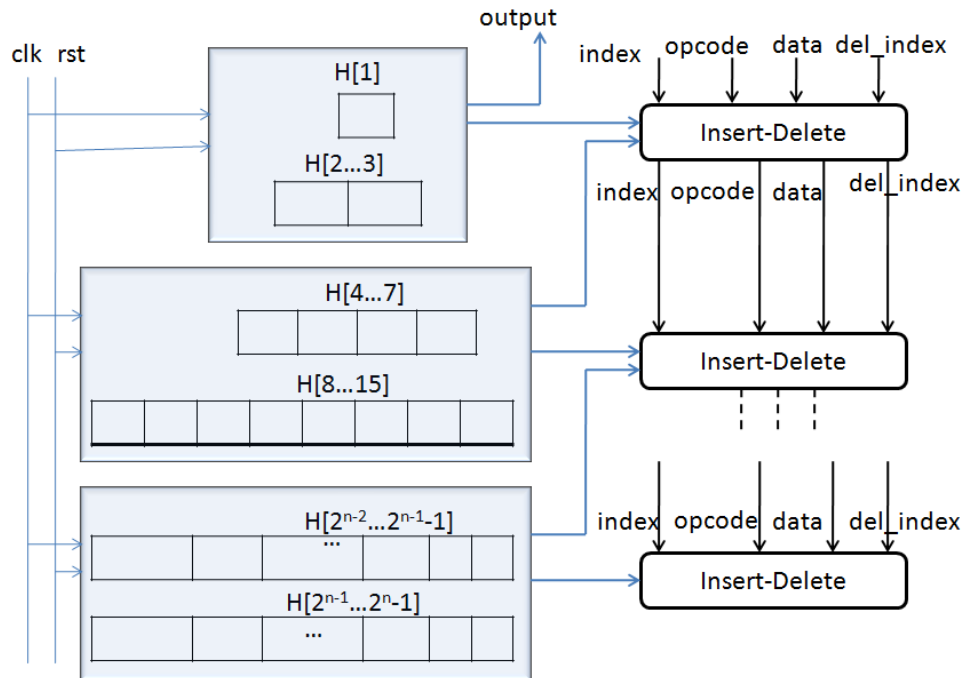 output
clk rst
index opcode data del_index
H[1]
Insert-Delete
H[2...3]
index opcode data del_index
H[4...7]
Insert-Delete
H[8...15]
H[2ⁿ⁻²...2ⁿ⁻¹-1]
...
index opcode data del_index
Insert-Delete
H[2ⁿ⁻¹...2ⁿ-1]
...